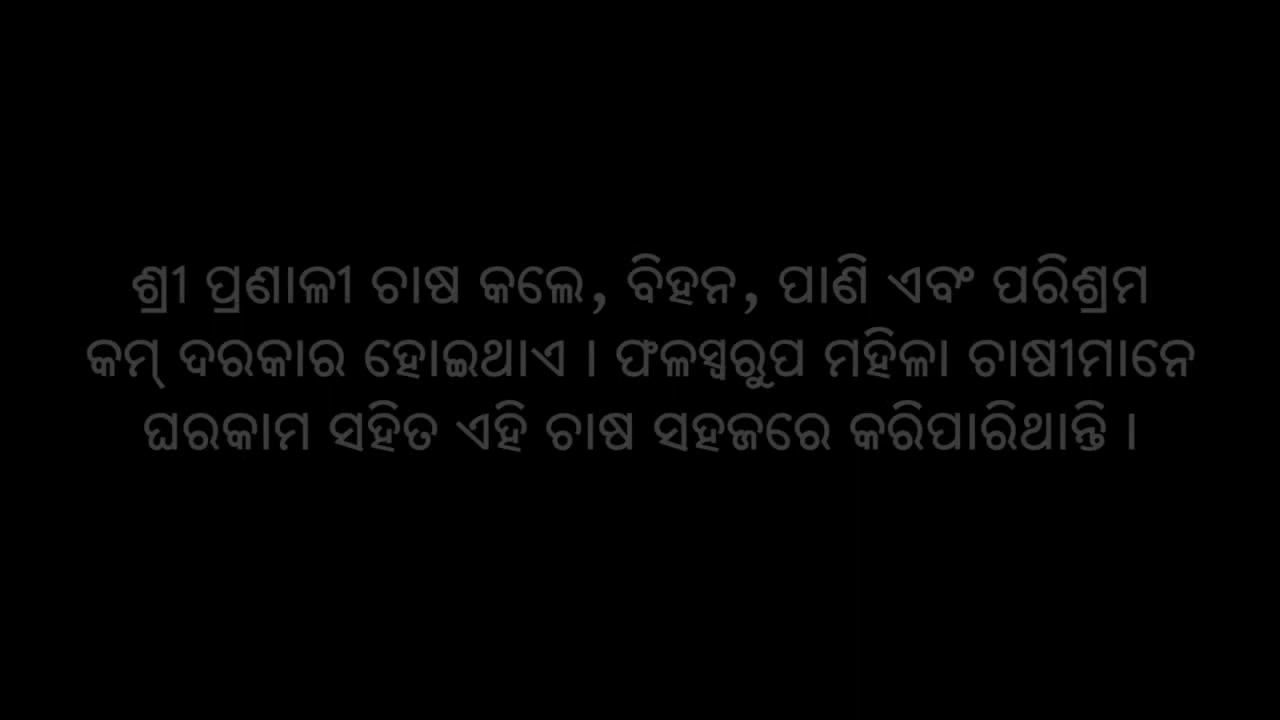 ଶ୍ରୀ ପ୍ରଣାଳୀ ଚାଷ କଲେ, ବିହନ, ପାଣି ଏବଂ ପରିଶ୍ରମ
କମ୍ ଦରକାର ହୋଇଥାଏ । ଫଳସ୍ୱରୁପ ମହିଳା ଚାଷୀମାନେ
ଘରକାମ ସହିତ ଏହି ଚାଷ ସହଜରେ କରିପାରିଥାନ୍ତି ।